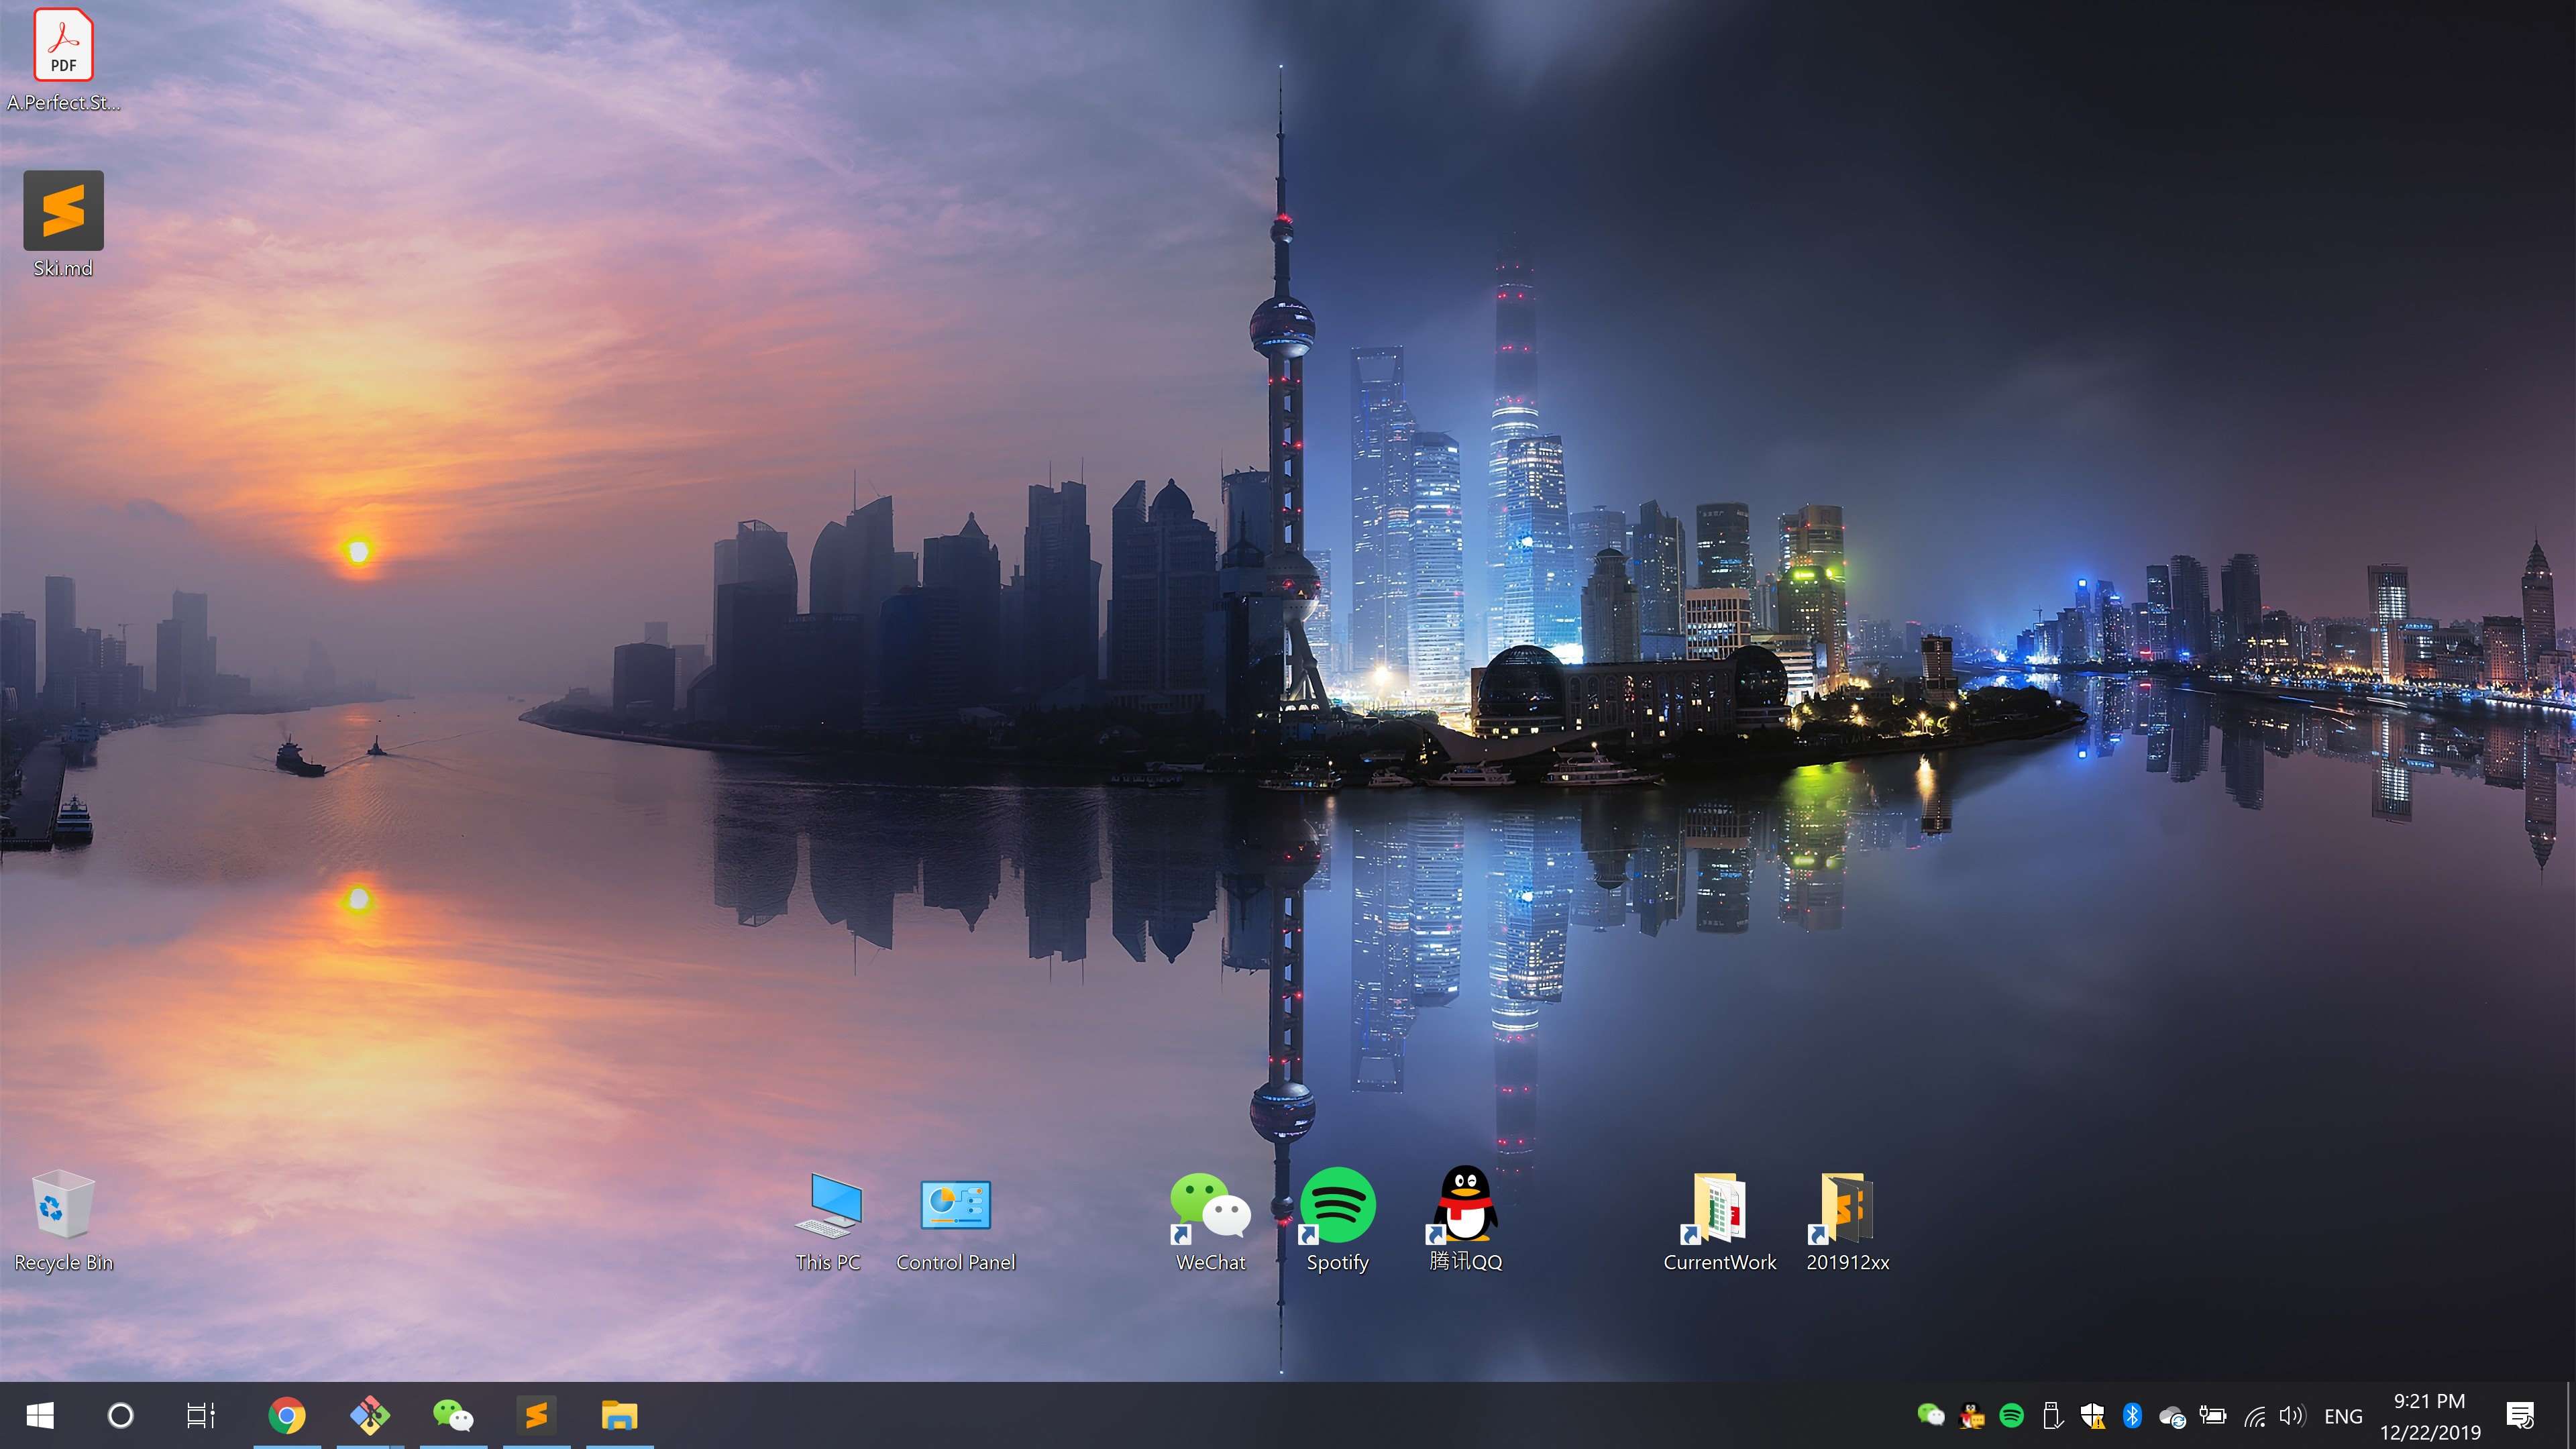 PDF
A.Perfect.St...
Ski.md
Recycle Bin
This PC
Control Panel
WeChat
Spotify
腾讯QQ
CurrentWork
201912xx
ENG
9:21 PM
12/22/2019